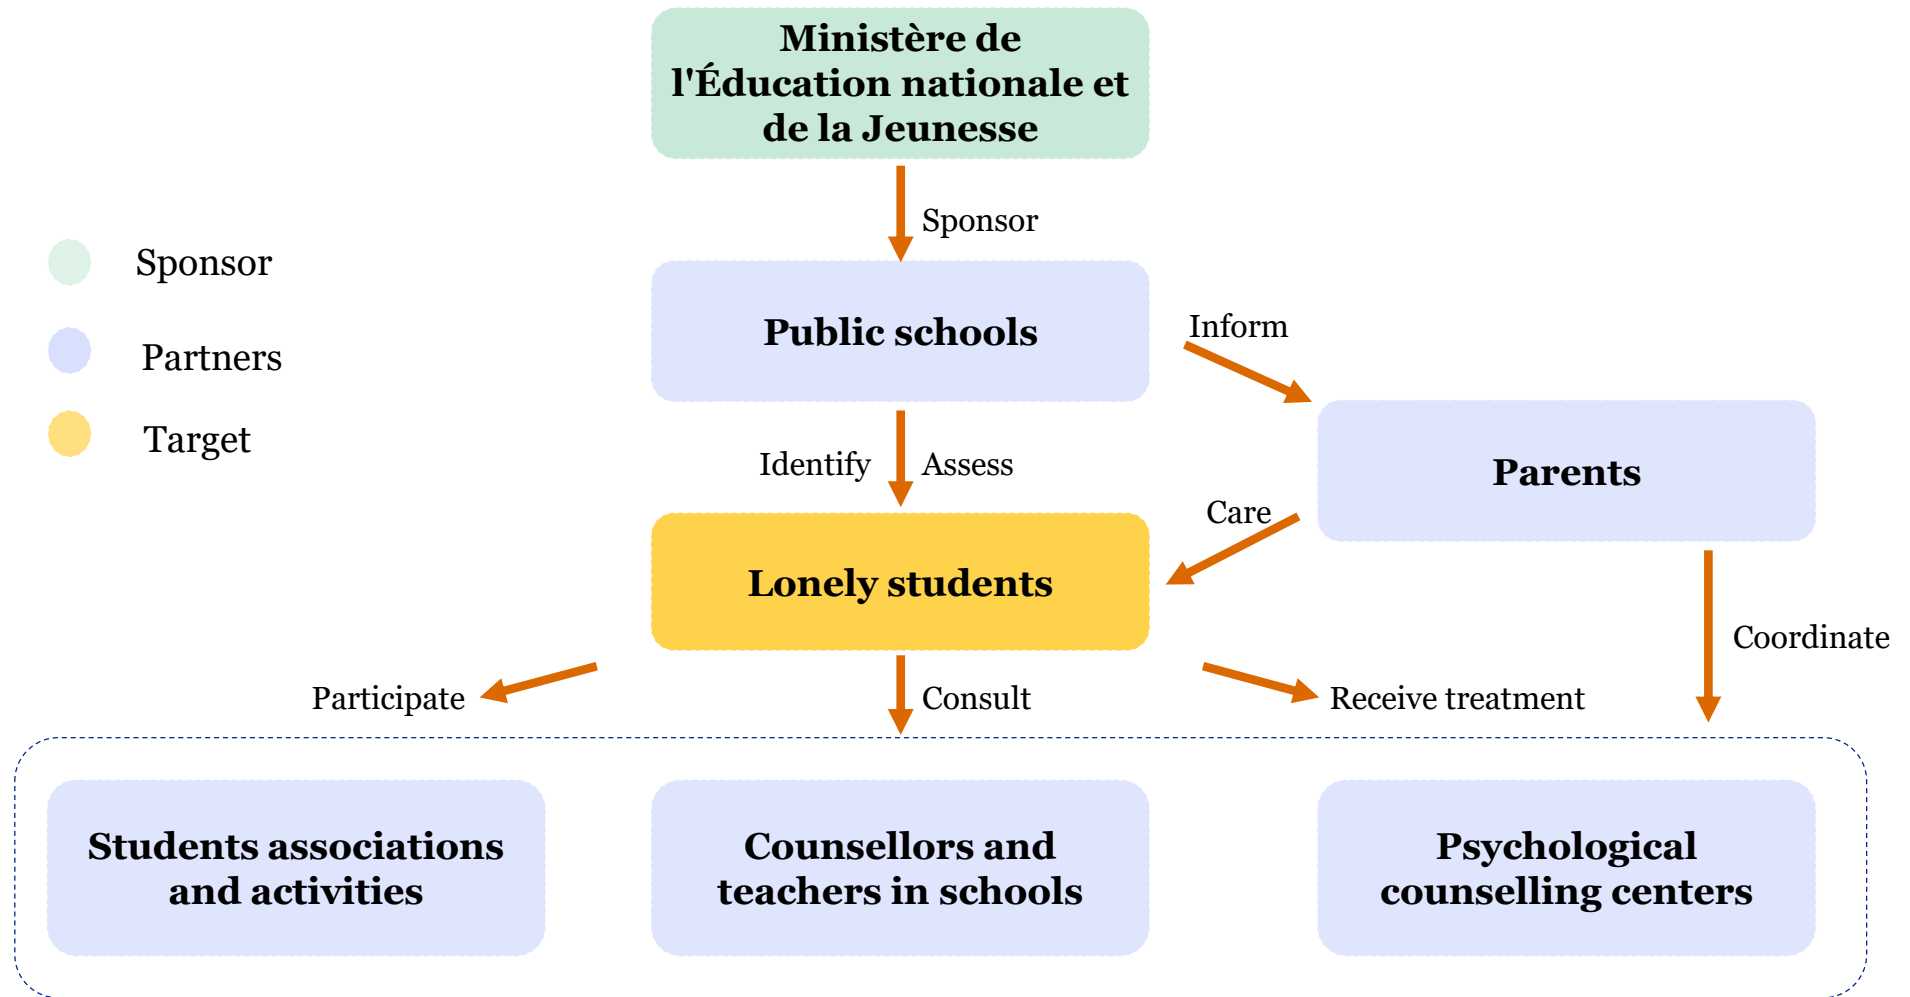 Ministère de
l'Éducation nationale et
de la Jeunesse
Sponsor
Sponsor
Partners
Target
Public schools
Inform
Identify
Assess
Parents
Care
Lonely students
Coordinate
Participate
Consult
Receive treatment
Students associations
and activities
Counsellors and
teachers in schools
Psychological
counselling centers